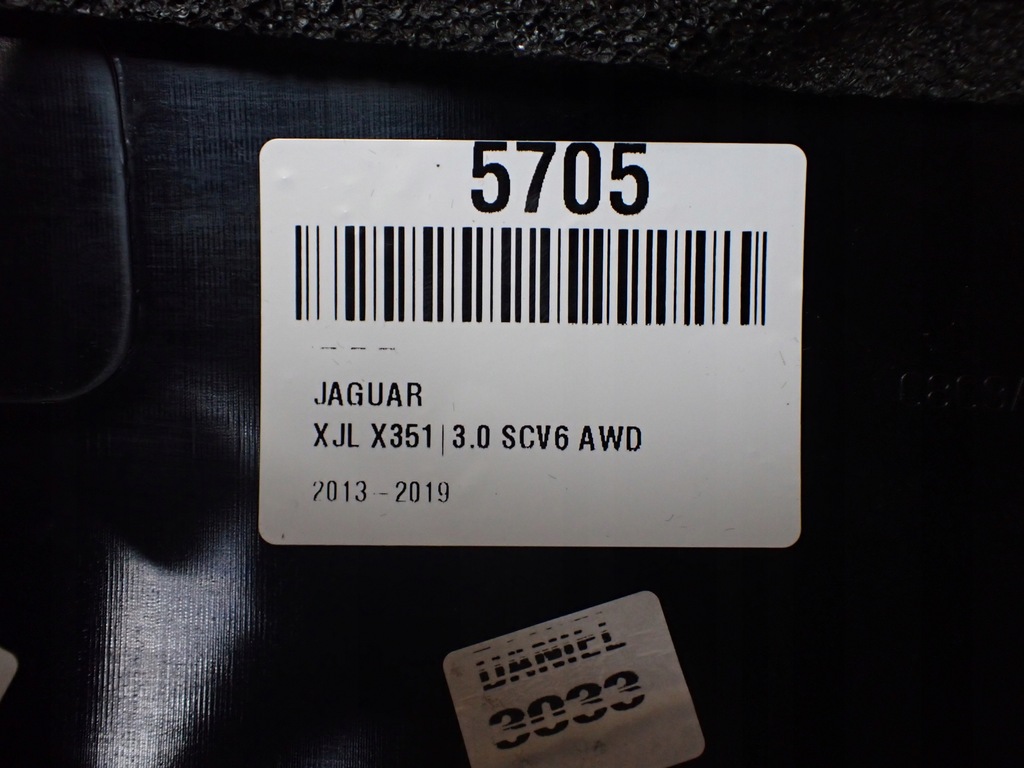 5705
JAGUAR
XJL X351|3.0 SCV6 AWD
2013-2019
DANIEL
3033